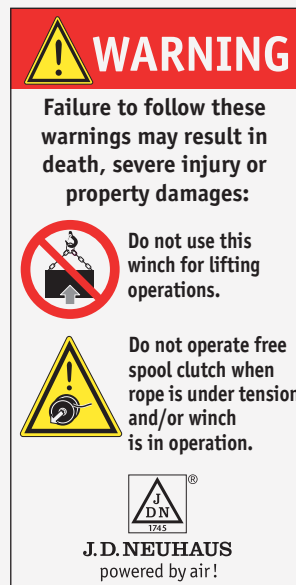 WARNING
Failure to follow these
warnings may result in
death, severe injury or
property damages:
Do not use this
winch for lifting
operations.
Do not operate free
spool clutch when
rope is under tension
and/or winch
is in operation.
J
DN
1745
®
J.D. NEUHAUS
powered by air!